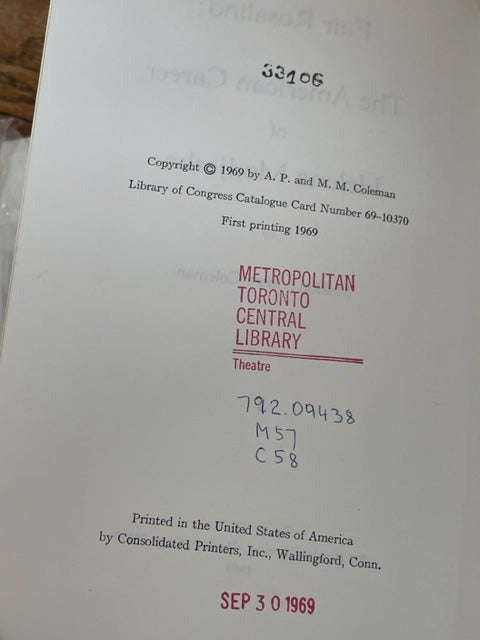 33106
Copyright © 1969 by A. P. and M. M. Coleman
Library of Congress Catalogue Card Number 69-10370
First printing 1969
METROPOLITAN
TORONTO
CENTRAL
LIBRARY
Theatre
792.09438
M57
C58
Printed in the United States of America
by Consolidated Printers, Inc., Wallingford, Conn.
SEP 30 1969